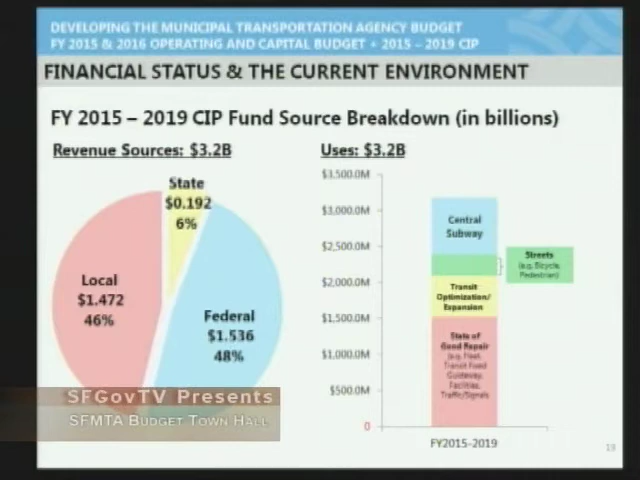 DEVELOPING THE MUNICIPAL TRANSPORTATION AGENCY BUDGET
FY 2015 & 2016 OPERATING AND CAPITAL BUDGET + 2015 – 2019 CIP
FINANCIAL STATUS & THE CURRENT ENVIRONMENT
FY 2015 – 2019 CIP Fund Source Breakdown (in billions)
Revenue Sources: $3.2B
State
$0.192
6%
Local
$1.472
46%
Federal
$1.536
48%
Uses: $3.2B
$3,500.0M
$3,000.0M
$2,500.0M
$2,000.0M
$1,500.0M
$1,000.0M
$500.0M
0
Central
Subway
Streets
(e.g. Bicycle,
Pedestrian)
Transit
Optimization/
Expansion
State of
Good Repair
(e.g. Fleet,
Transit Fixed
Guideway,
Facilities,
Traffic/Signals
FY2015-2019
SFGovTV Presents
SFMTA Budget Town Hall
19